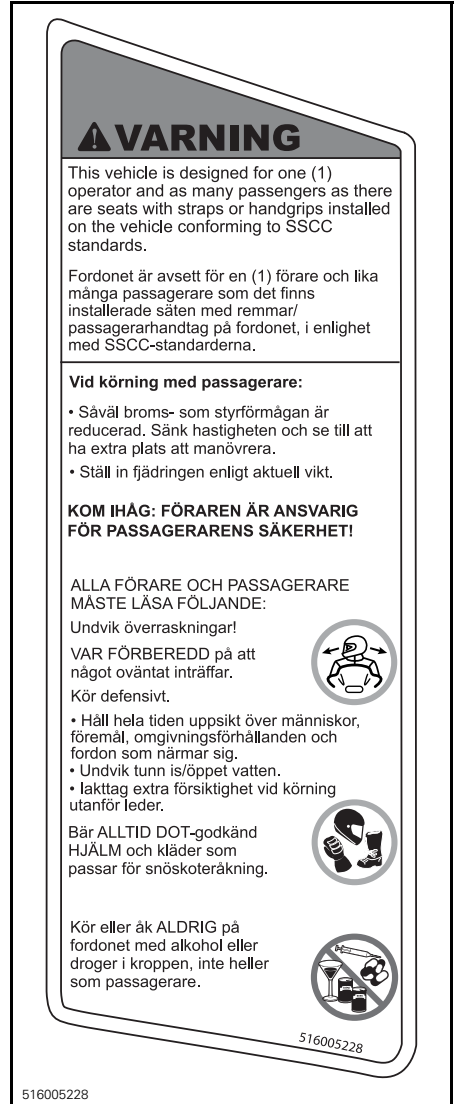 VARNING
This vehicle is designed for one (1)
operator and as many passengers as there
are seats with straps or handgrips installed
on the vehicle conforming to SSCC
standards.
Fordonet är avsett för en (1) förare och lika
många passagerare som det finns
installerade säten med remmar/
passagerarhandtag på fordonet, i enlighet
med SSCC-standarderna.
Vid körning med passagerare:
• Såväl broms- som styrförmågan är
reducerad. Sänk hastigheten och se till att
ha extra plats att manövrera.
• Ställ in fjädringen enligt aktuell vikt.
KOM IHÅG: FÖRAREN ÄR ANSVARIG
FÖR PASSAGERARENS SÄKERHET!
ALLA FÖRARE OCH PASSAGERARE
MÅSTE LÄSA FÖLJANDE:
Undvik överraskningar!
VAR FÖRBEREDD på att
något oväntat inträffar.
Kör defensivt.
• Håll hela tiden uppsikt över människor,
föremål, omgivningsförhållanden och
fordon som närmar sig.
• Undvik tunn is/öppet vatten.
• Iakttag extra försiktighet vid körning
utanför leder.
Bär ALLTID DOT-godkänd
HJÄLM och kläder som
passar för snöskoteråkning.
Kör eller åk ALDRIG på
fordonet med alkohol eller
droger i kroppen, inte heller
som passagerare.
516005228
516005228